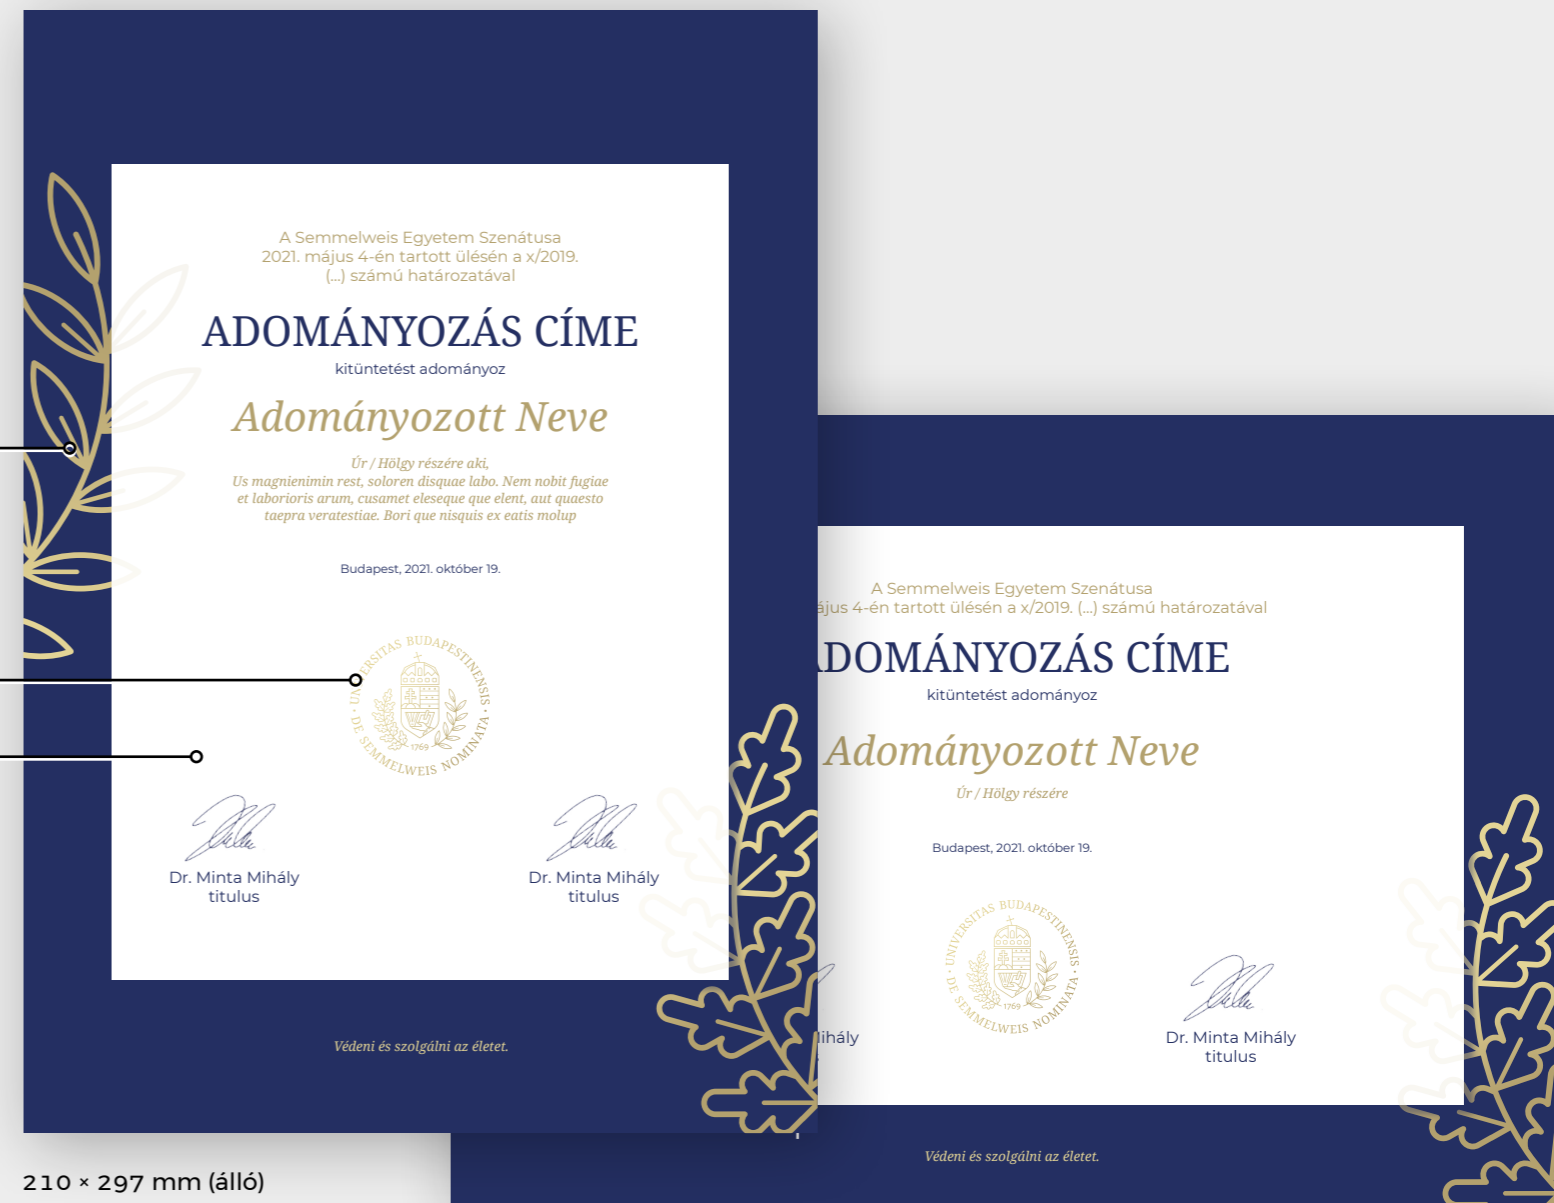 A Semmelweis Egyetem Szenátusa
2021. május 4-én tartott ülésén a x/2019.
(...) számú határozatával
ADOMÁNYOZÁS CÍME
kitüntetést adományoz
Adományozott Neve
Úr / Hölgy részére aki,
Us magnienimin rest, soloren disquae labo. Nem nobit fugiae
et laborioris arum, cusamet eleseque que elent, aut quaesto
taepra veratestiae. Bori que nisquis ex eatis molup
Budapest, 2021. október 19.
UNIVERSITAS BUDAPESTINENSIS · DE SEMMELWEIS NOMINATA ·
1769
Dr. Minta Mihály
titulus
Dr. Minta Mihály
titulus
Védeni és szolgálni az életet.
210 × 297 mm (álló)
A Semmelweis Egyetem Szenátusa
ájus 4-én tartott ülésén a x/2019. (...) számú határozatával
DOMÁNYOZÁS CÍME
kitüntetést adományoz
Adományozott Neve
Úr / Hölgy részére
Budapest, 2021. október 19.
UNIVERSITAS BUDAPESTINENSIS · DE SEMMELWEIS NOMINATA ·
1769
ihály
Dr. Minta Mihály
titulus
Védeni és szolgálni az életet.